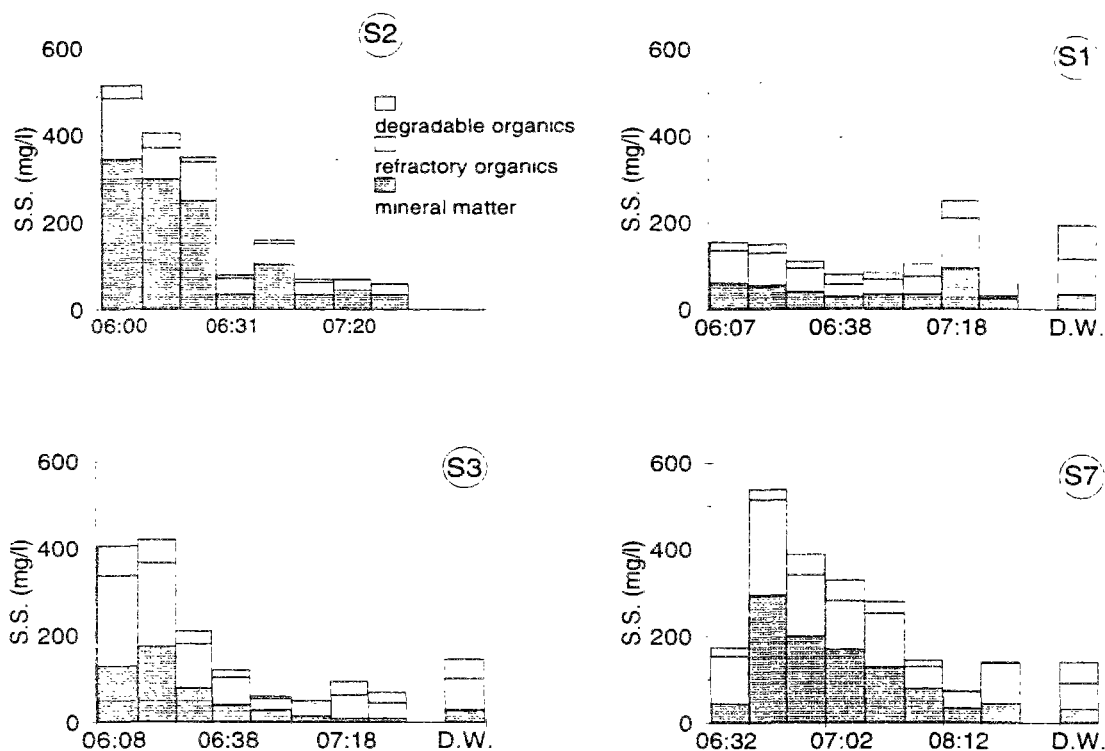 S2
600
400
200
0
S.S. (mg/l)
degradable organics
refractory organics
mineral matter
06:00 06:31 07:20
S1
600
400
200
0
S.S. (mg/l)
06:07 06:38 07:18 D.W.
S3
600
400
200
0
S.S. (mg/l)
06:08 06:38 07:18 D.W.
S7
600
400
200
0
S.S. (mg/l)
06:32 07:02 08:12 D.W.